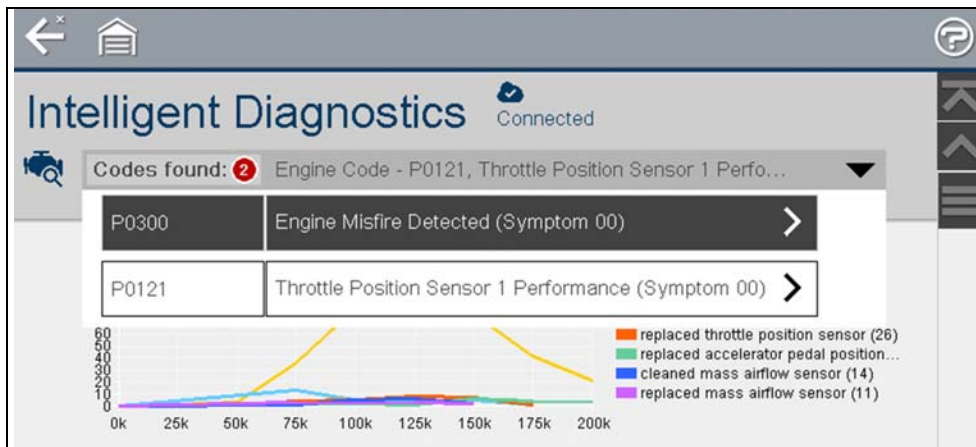 Intelligent Diagnostics
Connected
Codes found: 2 Engine Code - P0121, Throttle Position Sensor 1 Perfo...
P0300 Engine Misfire Detected (Symptom 00)
P0121 Throttle Position Sensor 1 Performance (Symptom 00)
60
50
40
30
20
10
0
replaced throttle position sensor (26)
replaced accelerator pedal position...
cleaned mass airflow sensor (14)
replaced mass airflow sensor (11)
0k 25k 50k 75k 100k 125k 150k 175k 200k